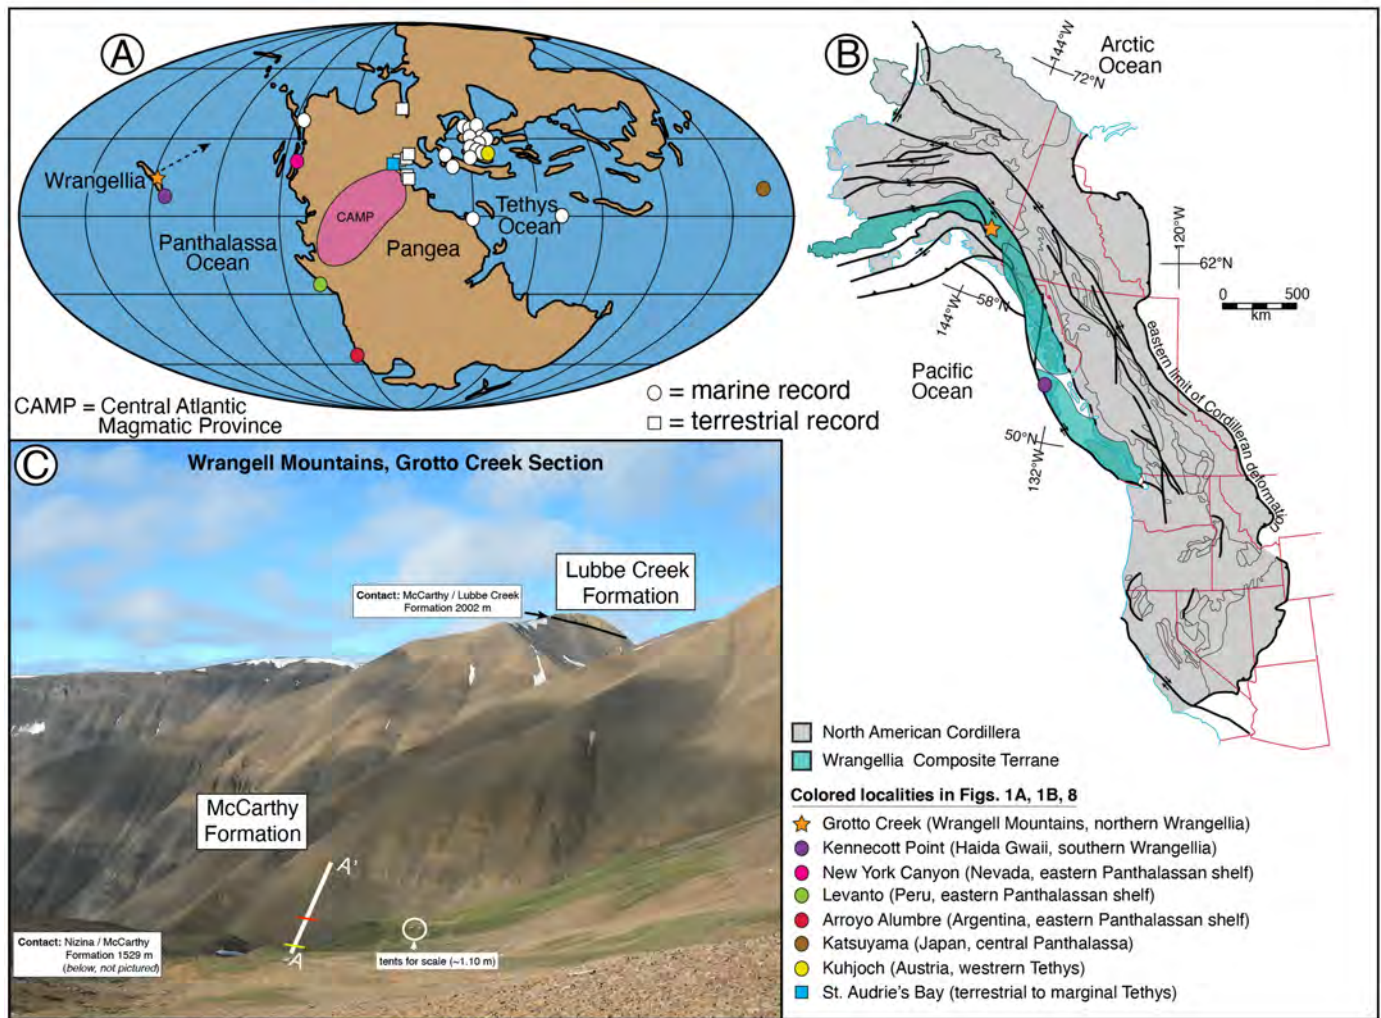 A
Wrangellia
Panthalassa
Ocean
CAMP
Pangea
Tethys
Ocean
CAMP = Central Atlantic
Magmatic Province
= marine record
= terrestrial record
B
144°W
72°N
Arctic
Ocean
120°W
62°N
0 500
km
58°N
144°W
Pacific
Ocean
50°N
132°W
eastern limit of Cordilleran deformation
North American Cordillera
Wrangellia Composite Terrane
Colored localities in Figs. 1A, 1B, 8
Grotto Creek (Wrangell Mountains, northern Wrangellia)
Kennecott Point (Haida Gwaii, southern Wrangellia)
New York Canyon (Nevada, eastern Panthalassan shelf)
Levanto (Peru, eastern Panthalassan shelf)
Arroyo Alumbre (Argentina, eastern Panthalassan shelf)
Katsuyama (Japan, central Panthalassa)
Kuhjoch (Austria, westrern Tethys)
St. Audrie's Bay (terrestrial to marginal Tethys)
C
Wrangell Mountains, Grotto Creek Section
Lubbe Creek
Formation
Contact: McCarthy / Lubbe Creek
Formation 2002 m
McCarthy
Formation
A'
A
Contact: Nizina / McCarthy
Formation 1529 m
(below, not pictured)
tents for scale (~1.10 m)